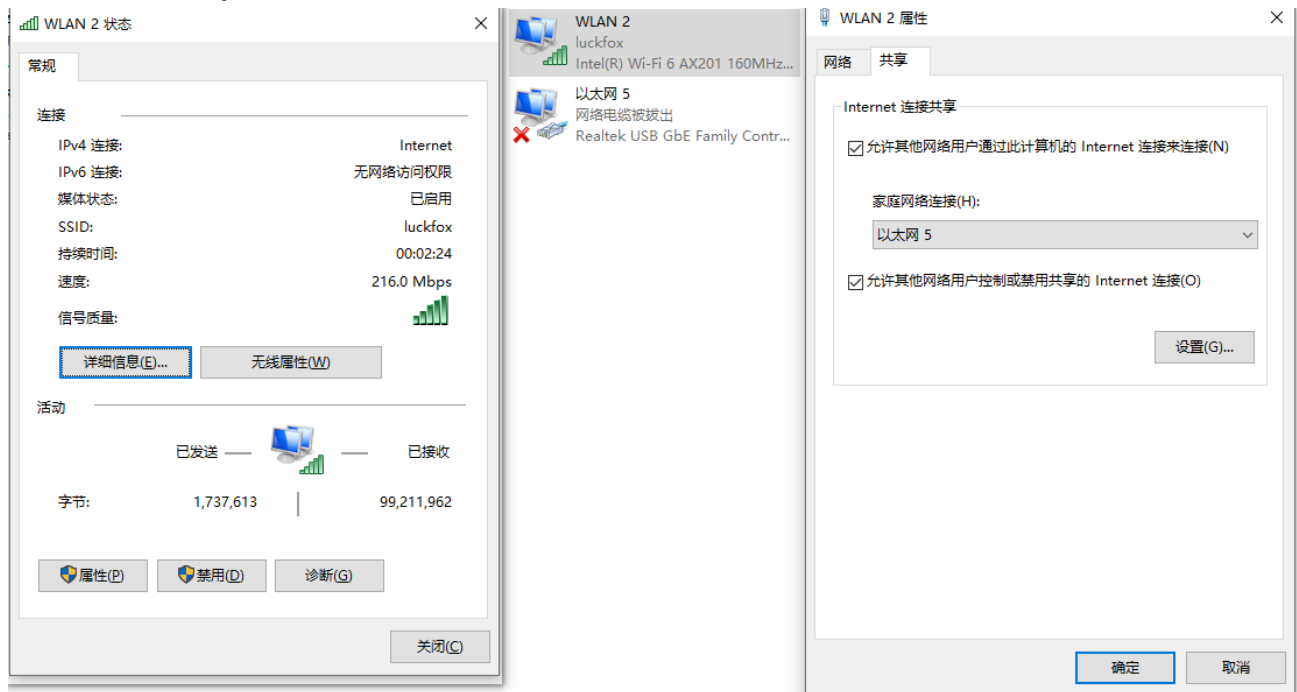 WLAN 2 状态
常规
连接
IPv4 连接: Internet
IPv6 连接: 无网络访问权限
媒体状态: 已启用
SSID: luckfox
持续时间: 00:02:24
速度: 216.0 Mbps
信号质量:
详细信息(E)... 无线属性(W)
活动
已发送 已接收
字节: 1,737,613 99,211,962
属性(P) 禁用(D) 诊断(G)
关闭(C)
WLAN 2
luckfox
Intel(R) Wi-Fi 6 AX201 160MHz...
以太网 5
网络电缆被拔出
Realtek USB GbE Family Contr...
WLAN 2 属性
网络 共享
Internet 连接共享
允许其他网络用户通过此计算机的 Internet 连接来连接(N)
家庭网络连接(H):
以太网 5
允许其他网络用户控制或禁用共享的 Internet 连接(O)
设置(G)...
确定 取消